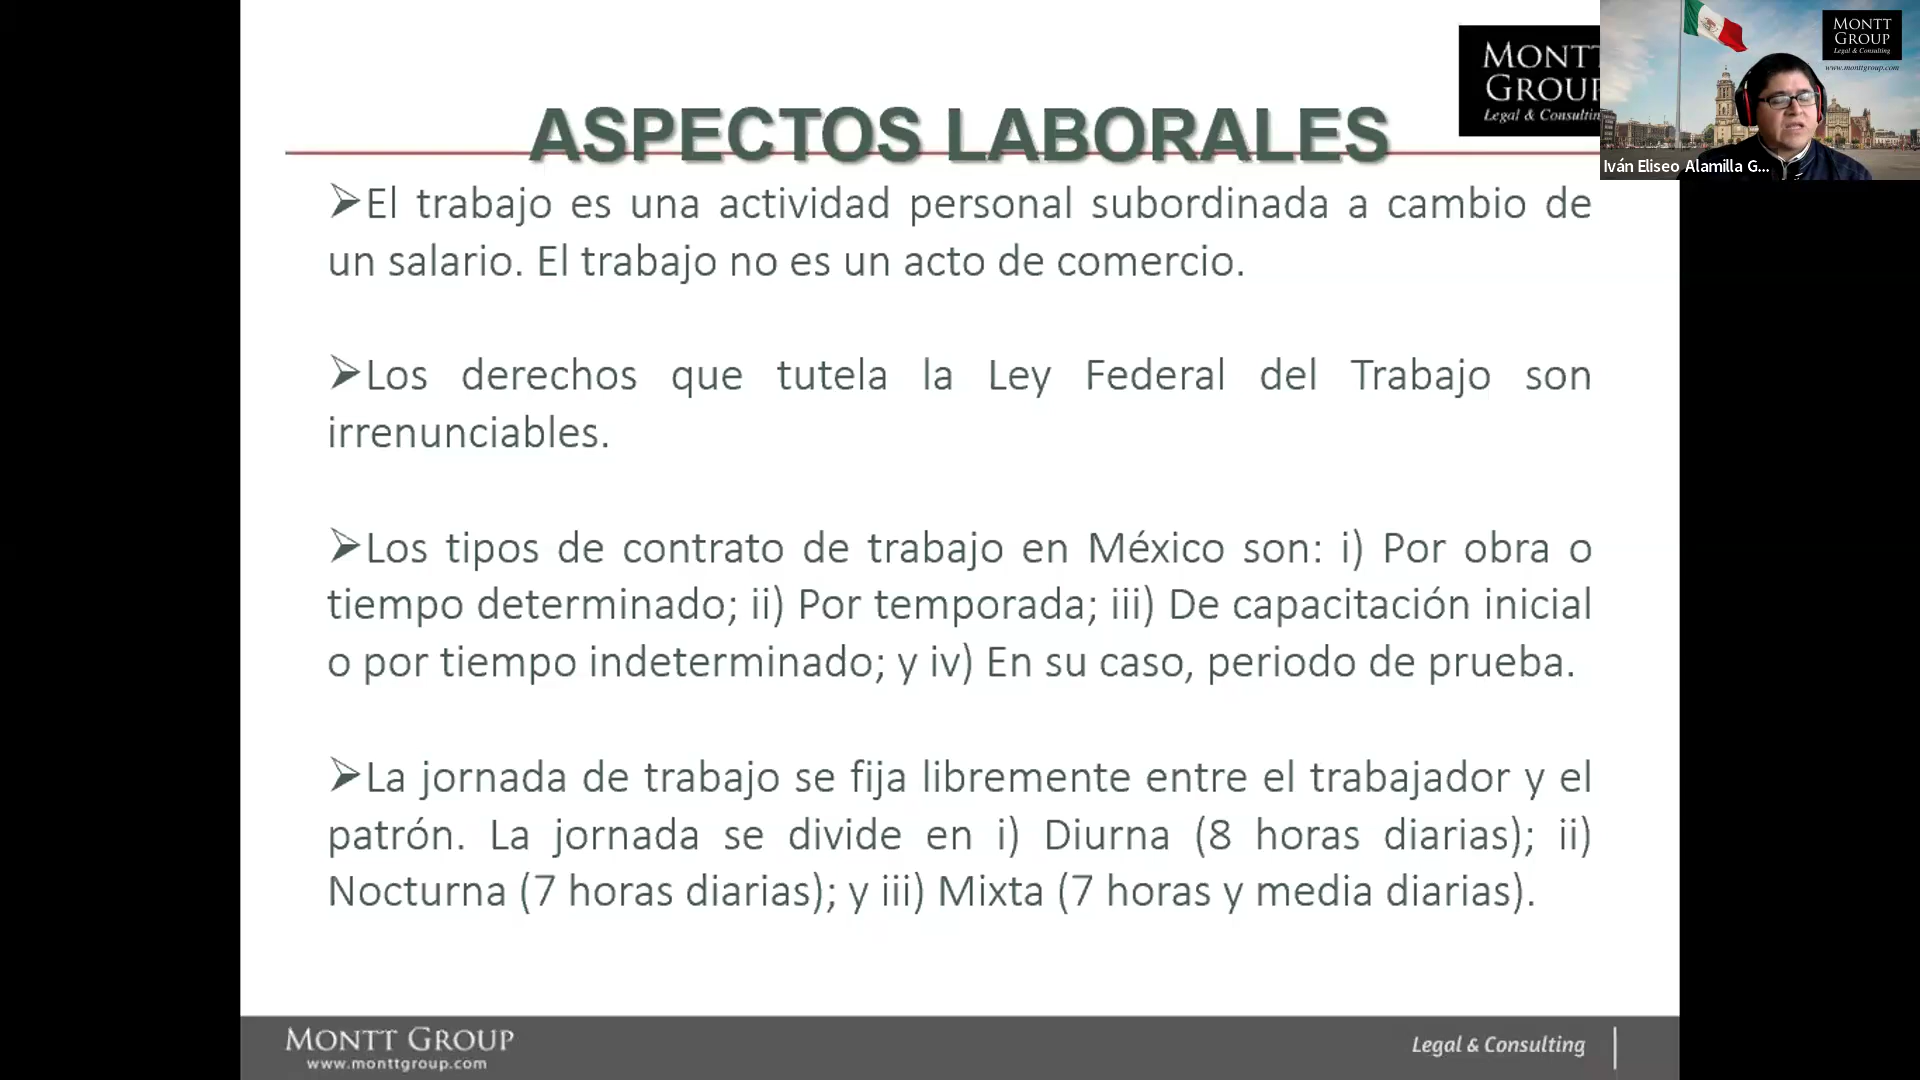 ASPECTOS LABORALES
MONTT
GROUP
Legal & Consultin
MONTT
GROUP
Legal & Consulting
www.monttgroup.com
Iván Eliseo Alamilla G...
➢El trabajo es una actividad personal subordinada a cambio de
un salario. El trabajo no es un acto de comercio.
➢Los derechos que tutela la Ley Federal del Trabajo son
irrenunciables.
➢Los tipos de contrato de trabajo en México son: i) Por obra o
tiempo determinado; ii) Por temporada; iii) De capacitación inicial
o por tiempo indeterminado; y iv) En su caso, periodo de prueba.
➢La jornada de trabajo se fija libremente entre el trabajador y el
patrón. La jornada se divide en i) Diurna (8 horas diarias); ii)
Nocturna (7 horas diarias); y iii) Mixta (7 horas y media diarias).
MONTT GROUP
www.monttgroup.com
Legal & Consulting